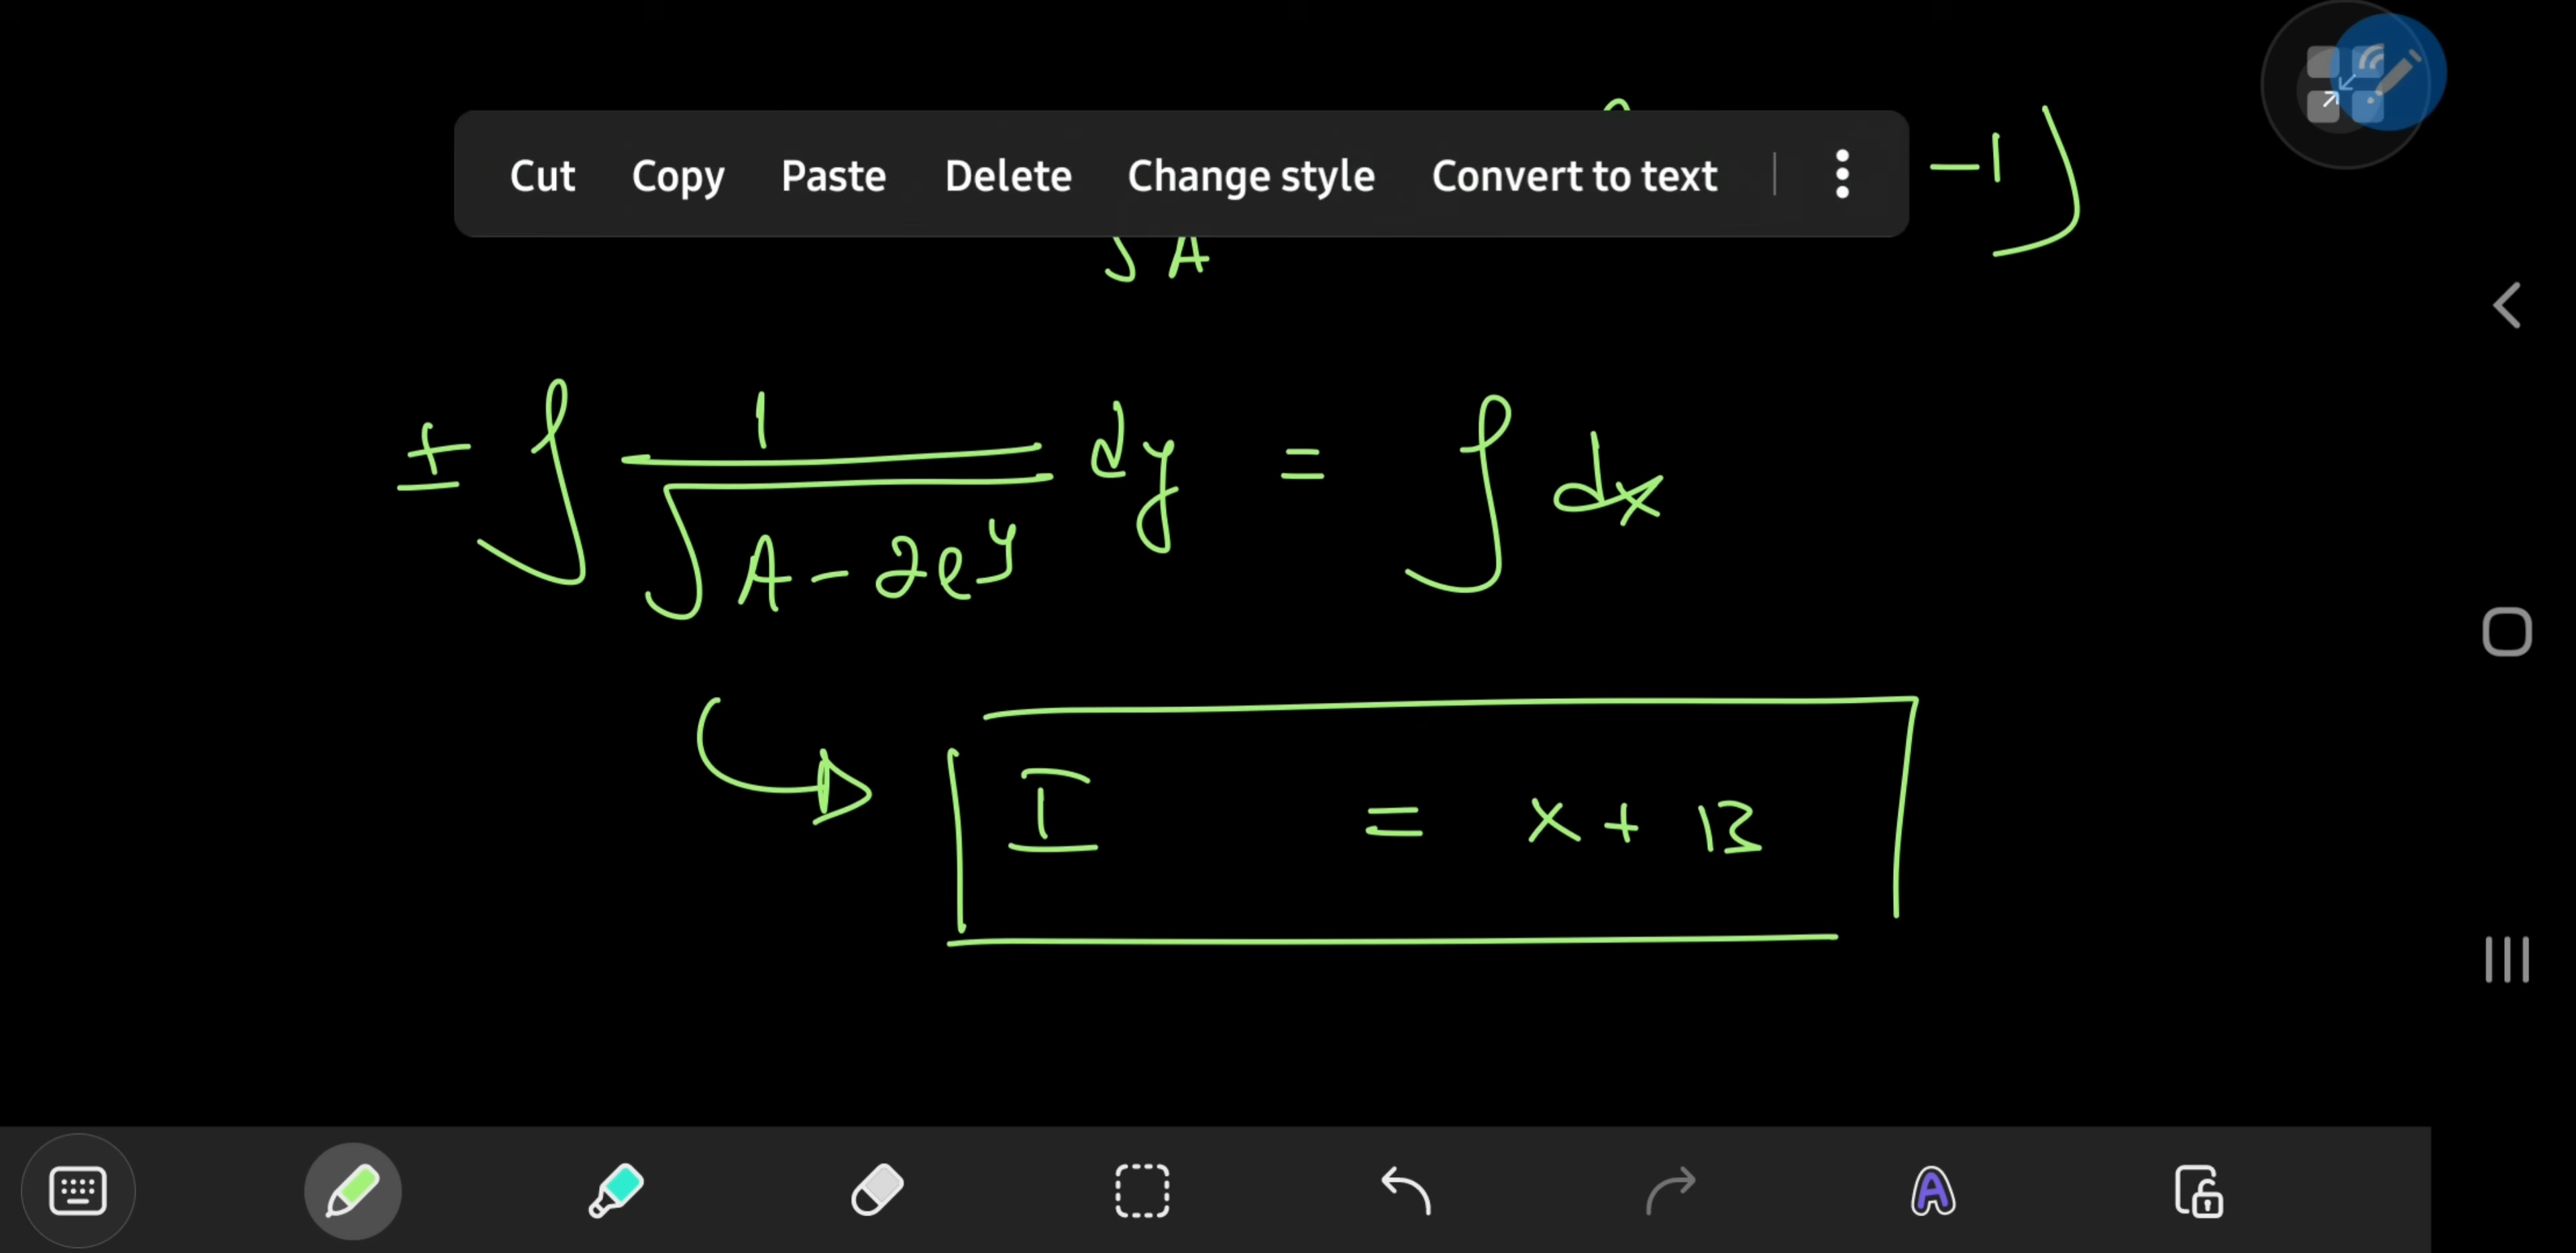 Cut Copy Paste Delete Change style Convert to text
-1)
√A
± ∫ 1/√(A - 2e^y) dy = ∫ dx
I = x + B
A